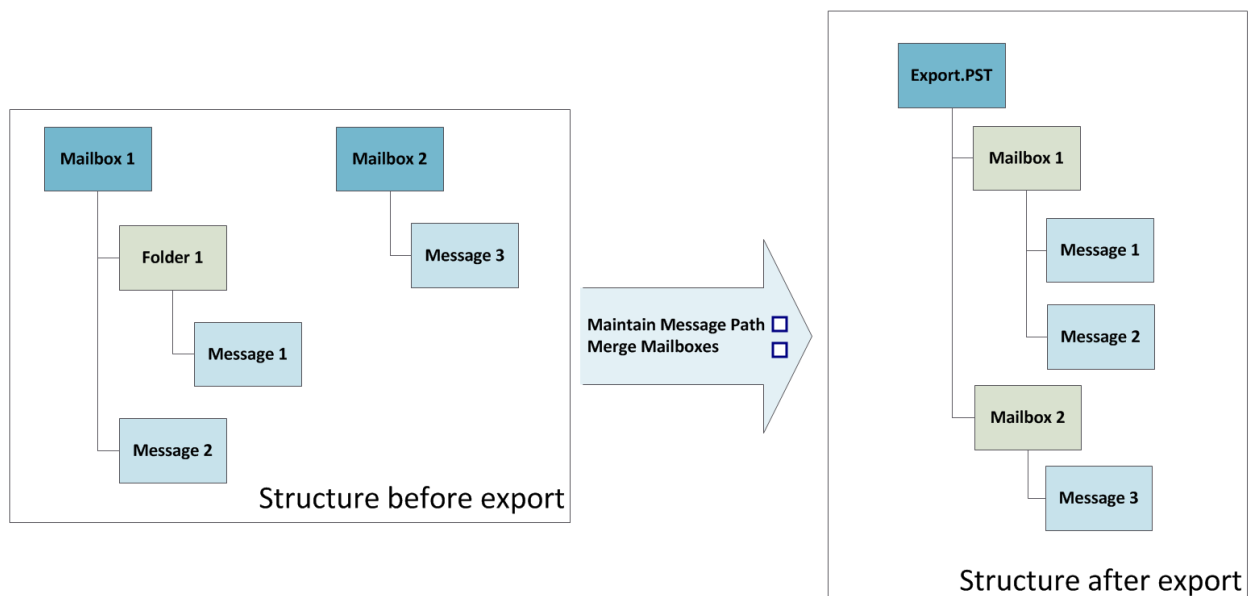 Mailbox 1
Mailbox 2
Folder 1
Message 3
Message 1
Message 2
Structure before export
Maintain Message Path
Merge Mailboxes
Export.PST
Mailbox 1
Message 1
Message 2
Mailbox 2
Message 3
Structure after export